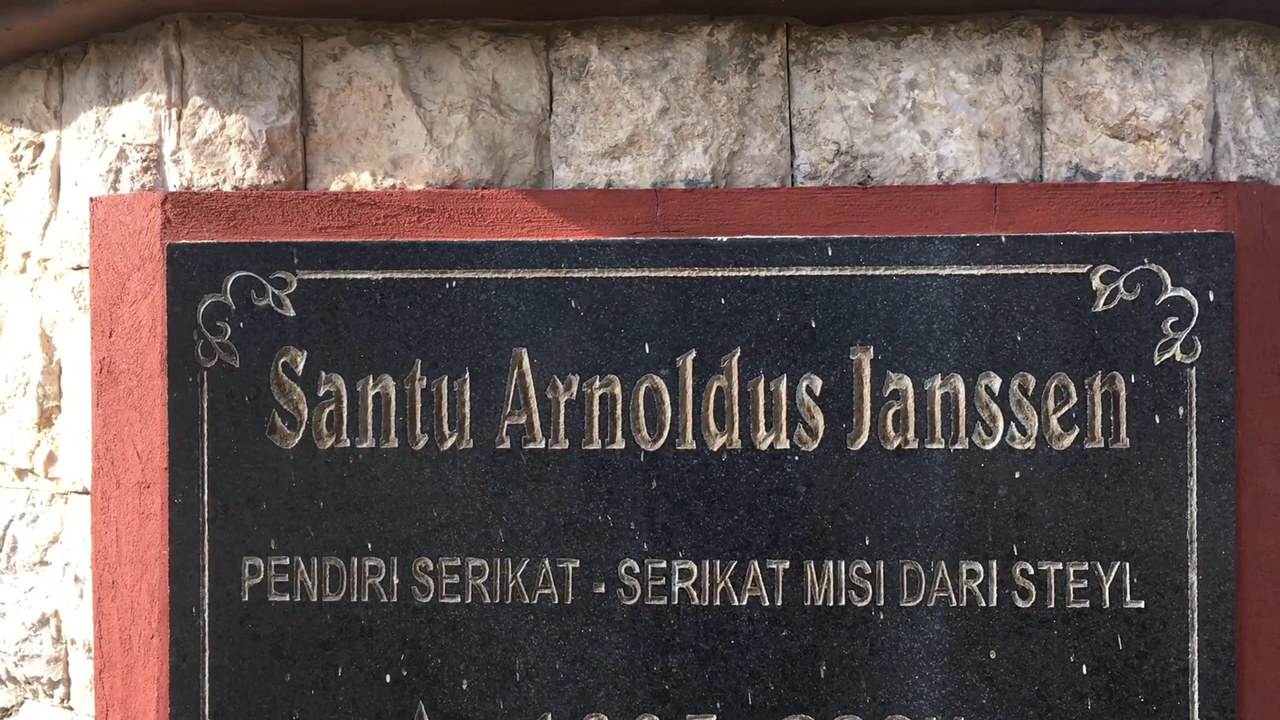 Santu Arnoldus Janssen
PENDIRI SERIKAT - SERIKAT MISI DARI STEYL